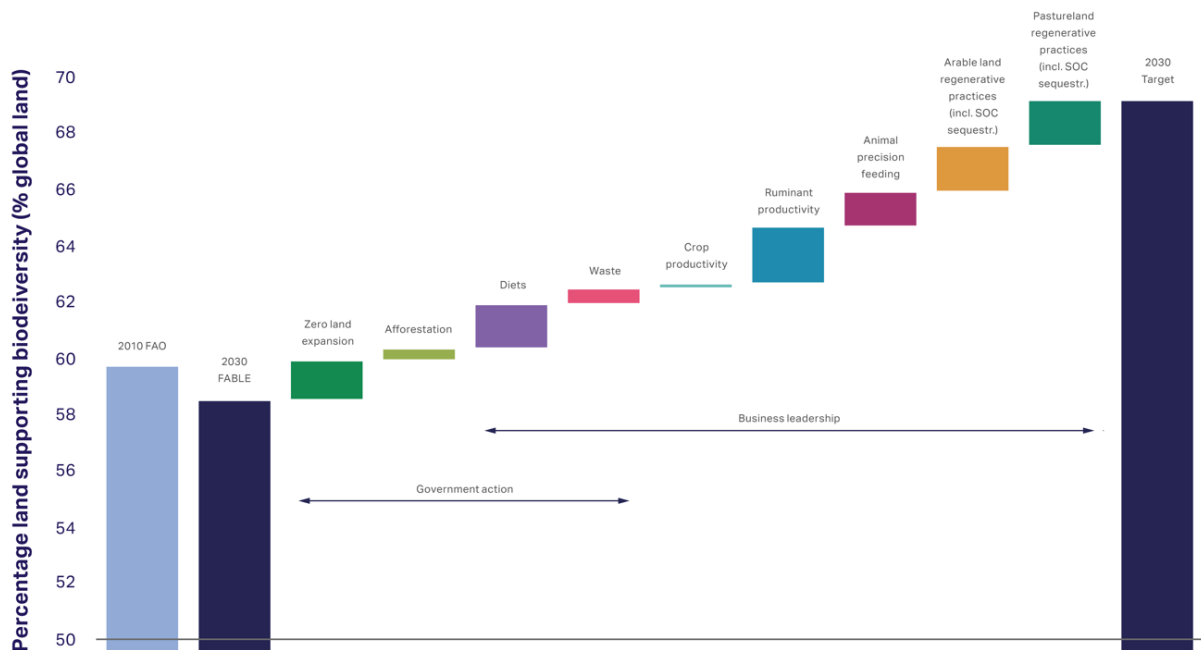 Percentage land supporting biodeiversity (% global land)
70
68
66
64
62
60
58
56
54
52
50
2010 FAO
2030
FABLE
Zero land
expansion
Afforestation
Diets
Waste
Crop
productivity
Ruminant
productivity
Animal
precision
feeding
Arable land
regenerative
practices
(incl. SOC
sequestr.)
Pastureland
regenerative
practices
(incl. SOC
sequestr.)
2030
Target
Business leadership
Government action